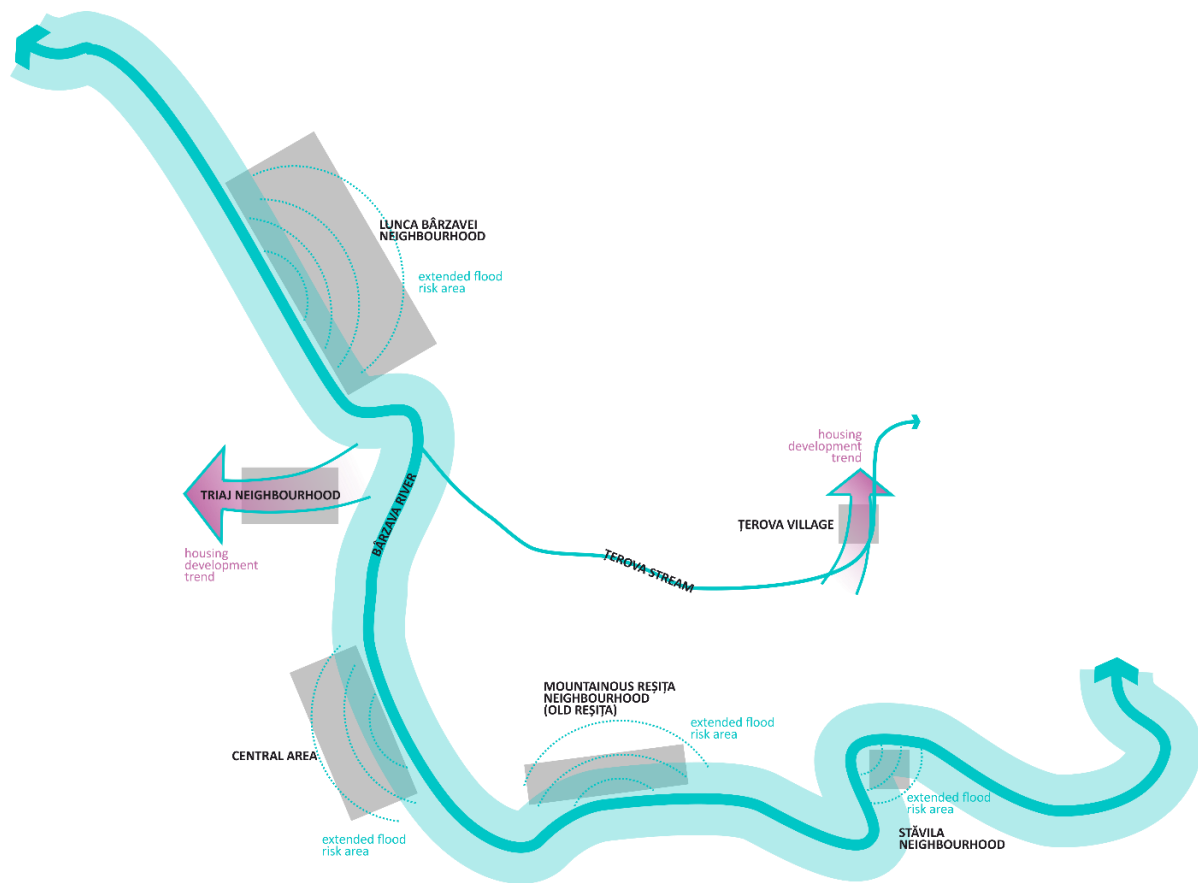 LUNCA BÂRZAVEI
NEIGHBOURHOOD
extended flood
risk area
housing
development
trend
TRIAJ NEIGHBOURHOOD
BÂRZAVA RIVER
ȚEROVA VILLAGE
housing
development
trend
ȚEROVA STREAM
MOUNTAINOUS REȘIȚA
NEIGHBOURHOOD
(OLD REȘIȚA)
extended flood
risk area
CENTRAL AREA
extended flood
risk area
extended flood
risk area
STĂVILA
NEIGHBOURHOOD